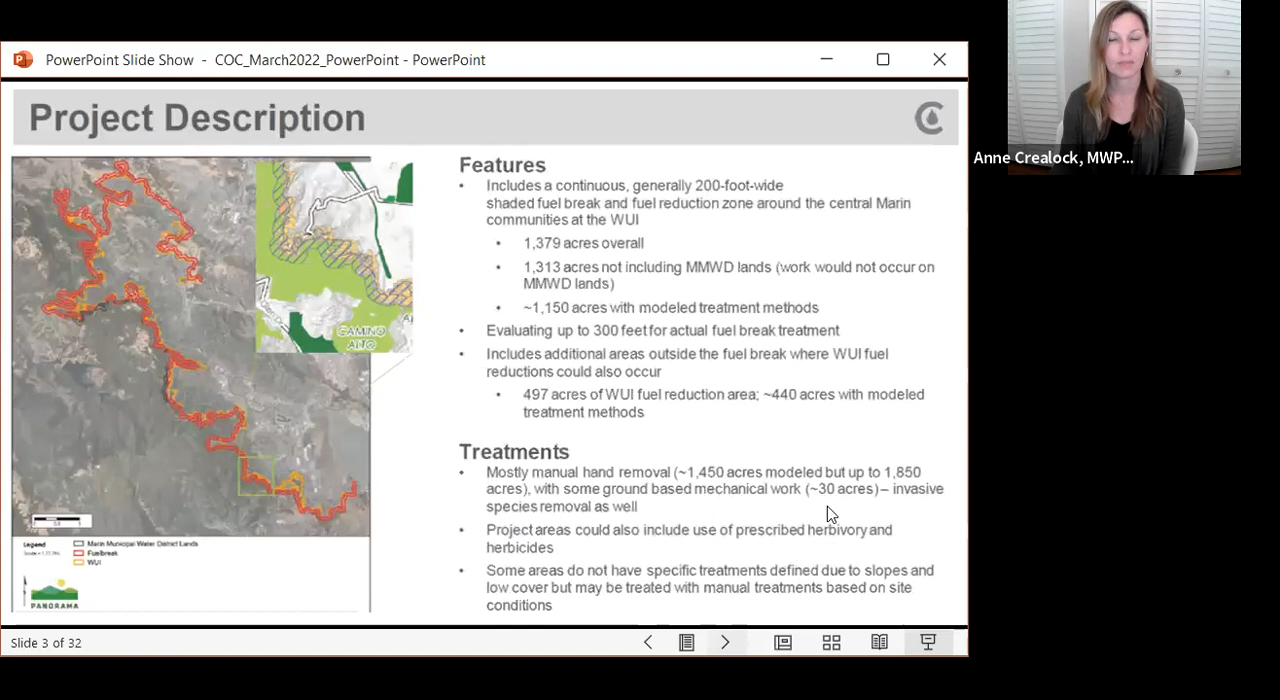 PowerPoint Slide Show - COC_March2022_PowerPoint - PowerPoint
Project Description
Features
• Includes a continuous, generally 200-foot-wide
shaded fuel break and fuel reduction zone around the central Marin
communities at the WUI
• 1,379 acres overall
• 1,313 acres not including MMWD lands (work would not occur on
MMWD lands)
• ~1,150 acres with modeled treatment methods
• Evaluating up to 300 feet for actual fuel break treatment
• Includes additional areas outside the fuel break where WUI fuel
reductions could also occur
• 497 acres of WUI fuel reduction area; ~440 acres with modeled
treatment methods
Treatments
• Mostly manual hand removal (~1,450 acres modeled but up to 1,850
acres), with some ground based mechanical work (~30 acres) – invasive
species removal as well
• Project areas could also include use of prescribed herbivory and
herbicides
• Some areas do not have specific treatments defined due to slopes and
low cover but may be treated with manual treatments based on site
conditions
CAMINO
ALTO
Legend
Marin Municipal Water District Lands
Fuelbreak
WUI
PANORAMA
Slide 3 of 32
Anne Crealock, MWP...